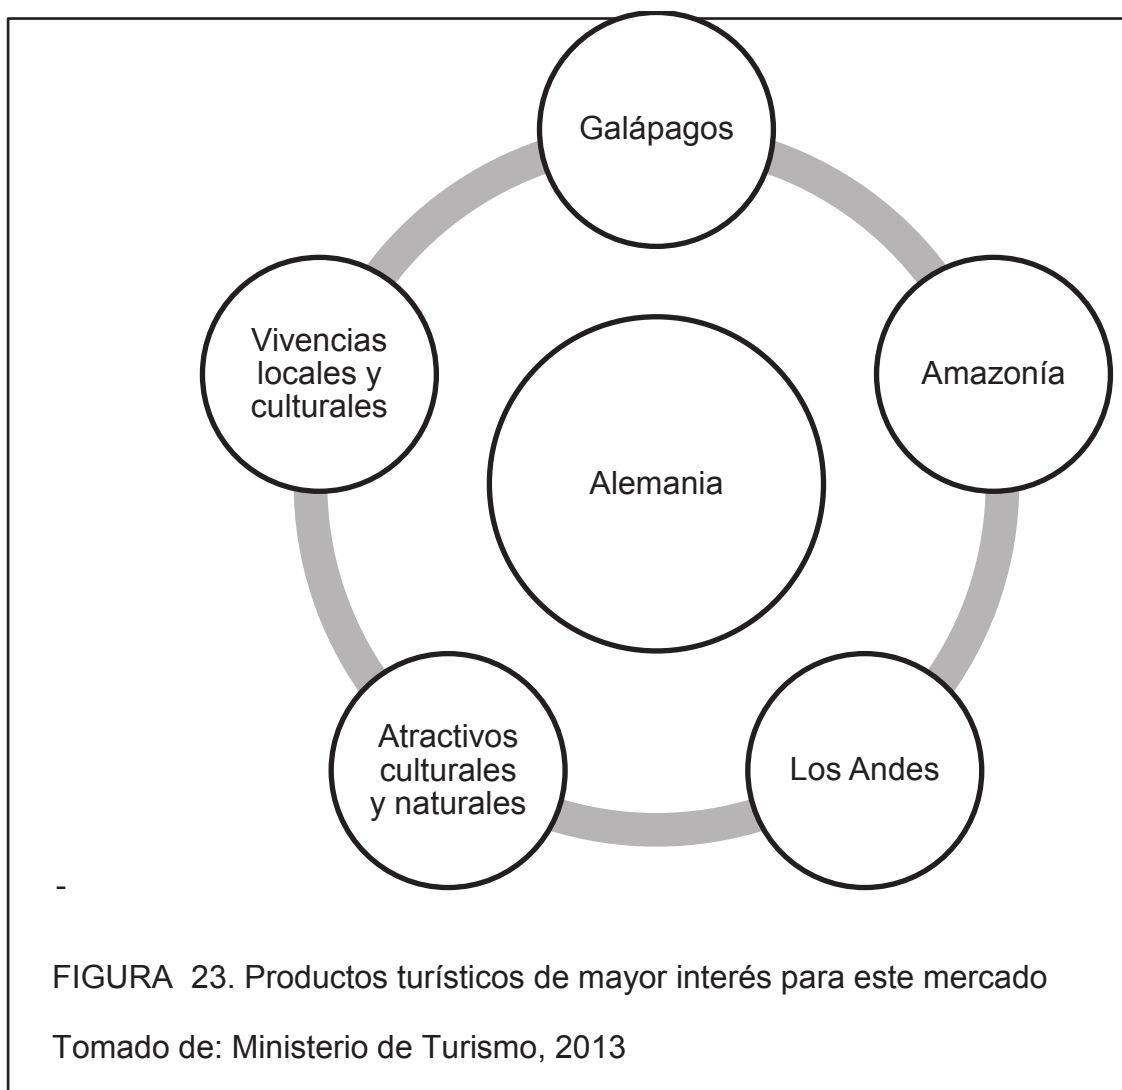 Galápagos
Amazonía
Los Andes
Atractivos
culturales
y naturales
Vivencias
locales y
culturales
Alemania
-
FIGURA 23. Productos turísticos de mayor interés para este mercado
Tomado de: Ministerio de Turismo, 2013